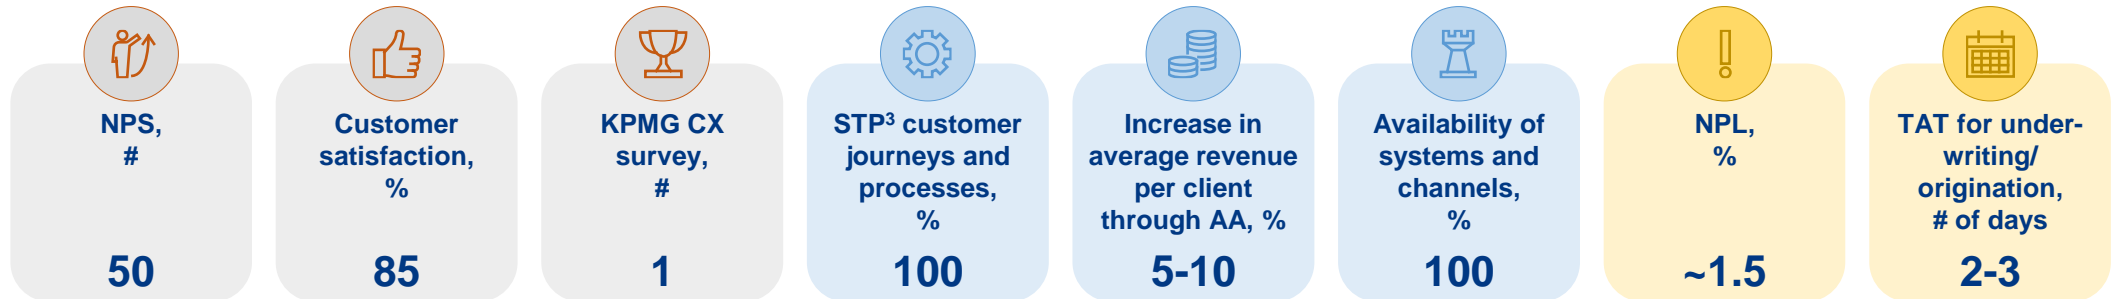 NPS,
#
50
Customer
satisfaction,
%
85
KPMG CX
survey,
#
1
STP³ customer
journeys and
processes,
%
100
Increase in
average revenue
per client
through AA, %
5-10
Availability of
systems and
channels,
%
100
NPL,
%
~1.5
TAT for under-
writing/
origination,
# of days
2-3